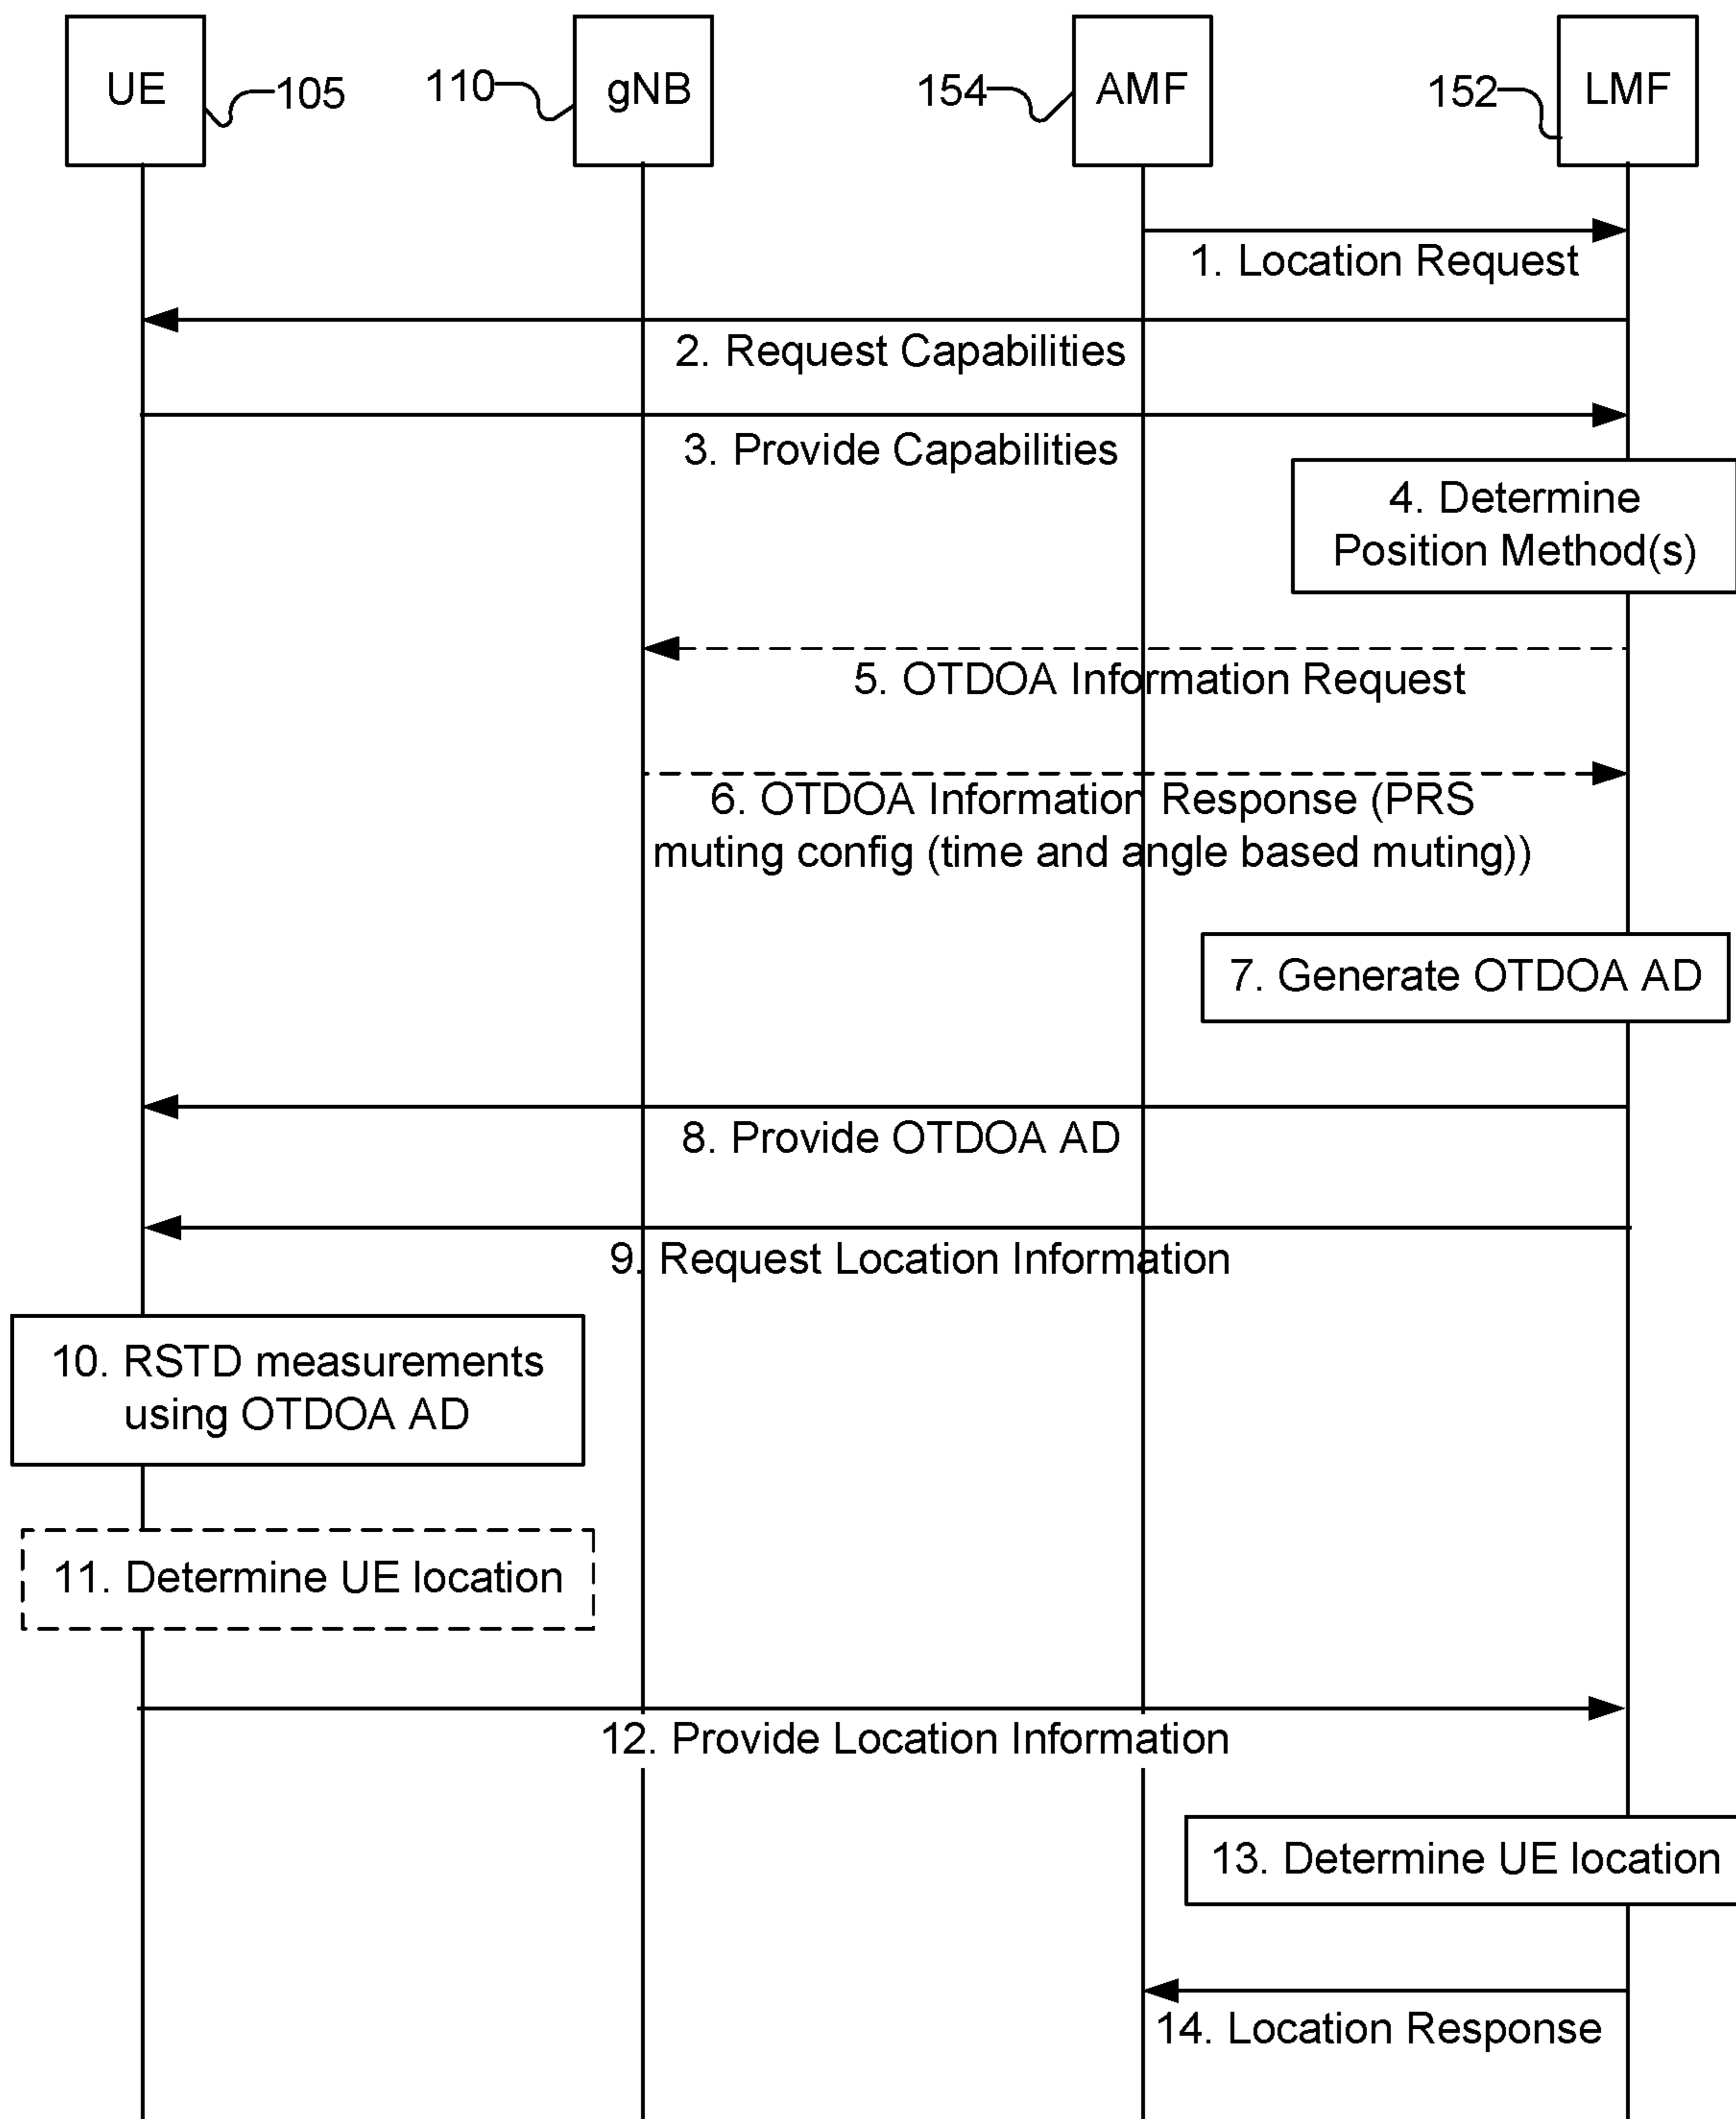 UE
105
110
gNB
154
AMF
152
LMF
1. Location Request
2. Request Capabilities
3. Provide Capabilities
4. Determine
Position Method(s)
5. OTDOA Information Request
6. OTDOA Information Response (PRS
muting config (time and angle based muting))
7. Generate OTDOA AD
8. Provide OTDOA AD
9. Request Location Information
10. RSTD measurements
using OTDOA AD
11. Determine UE location
12. Provide Location Information
13. Determine UE location
14. Location Response